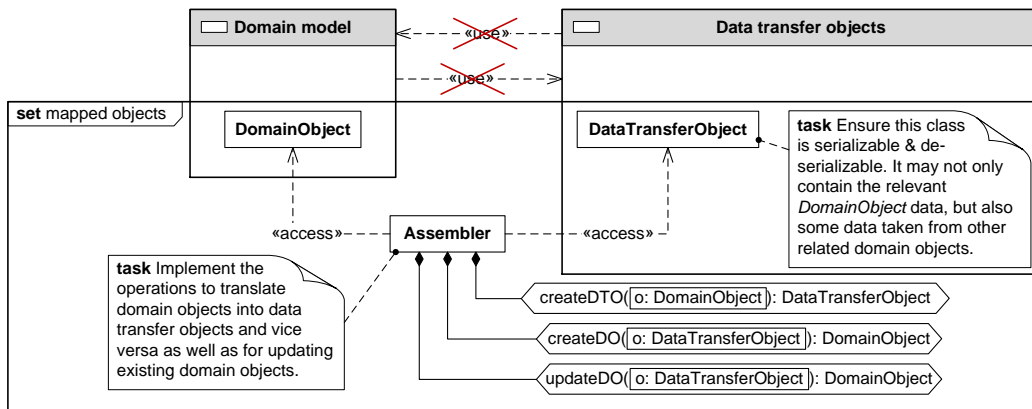 Domain model
«use»
Data transfer objects
«use»
set mapped objects
DomainObject
DataTransferObject
task Ensure this class
is serializable & de-
serializable. It may not only
contain the relevant
DomainObject data, but also
some data taken from other
related domain objects.
«access»
Assembler
«access»
task Implement the
operations to translate
domain objects into data
transfer objects and vice
versa as well as for updating
existing domain objects.
createDTO(o: DomainObject): DataTransferObject
createDO(o: DataTransferObject): DomainObject
updateDO(o: DataTransferObject): DomainObject